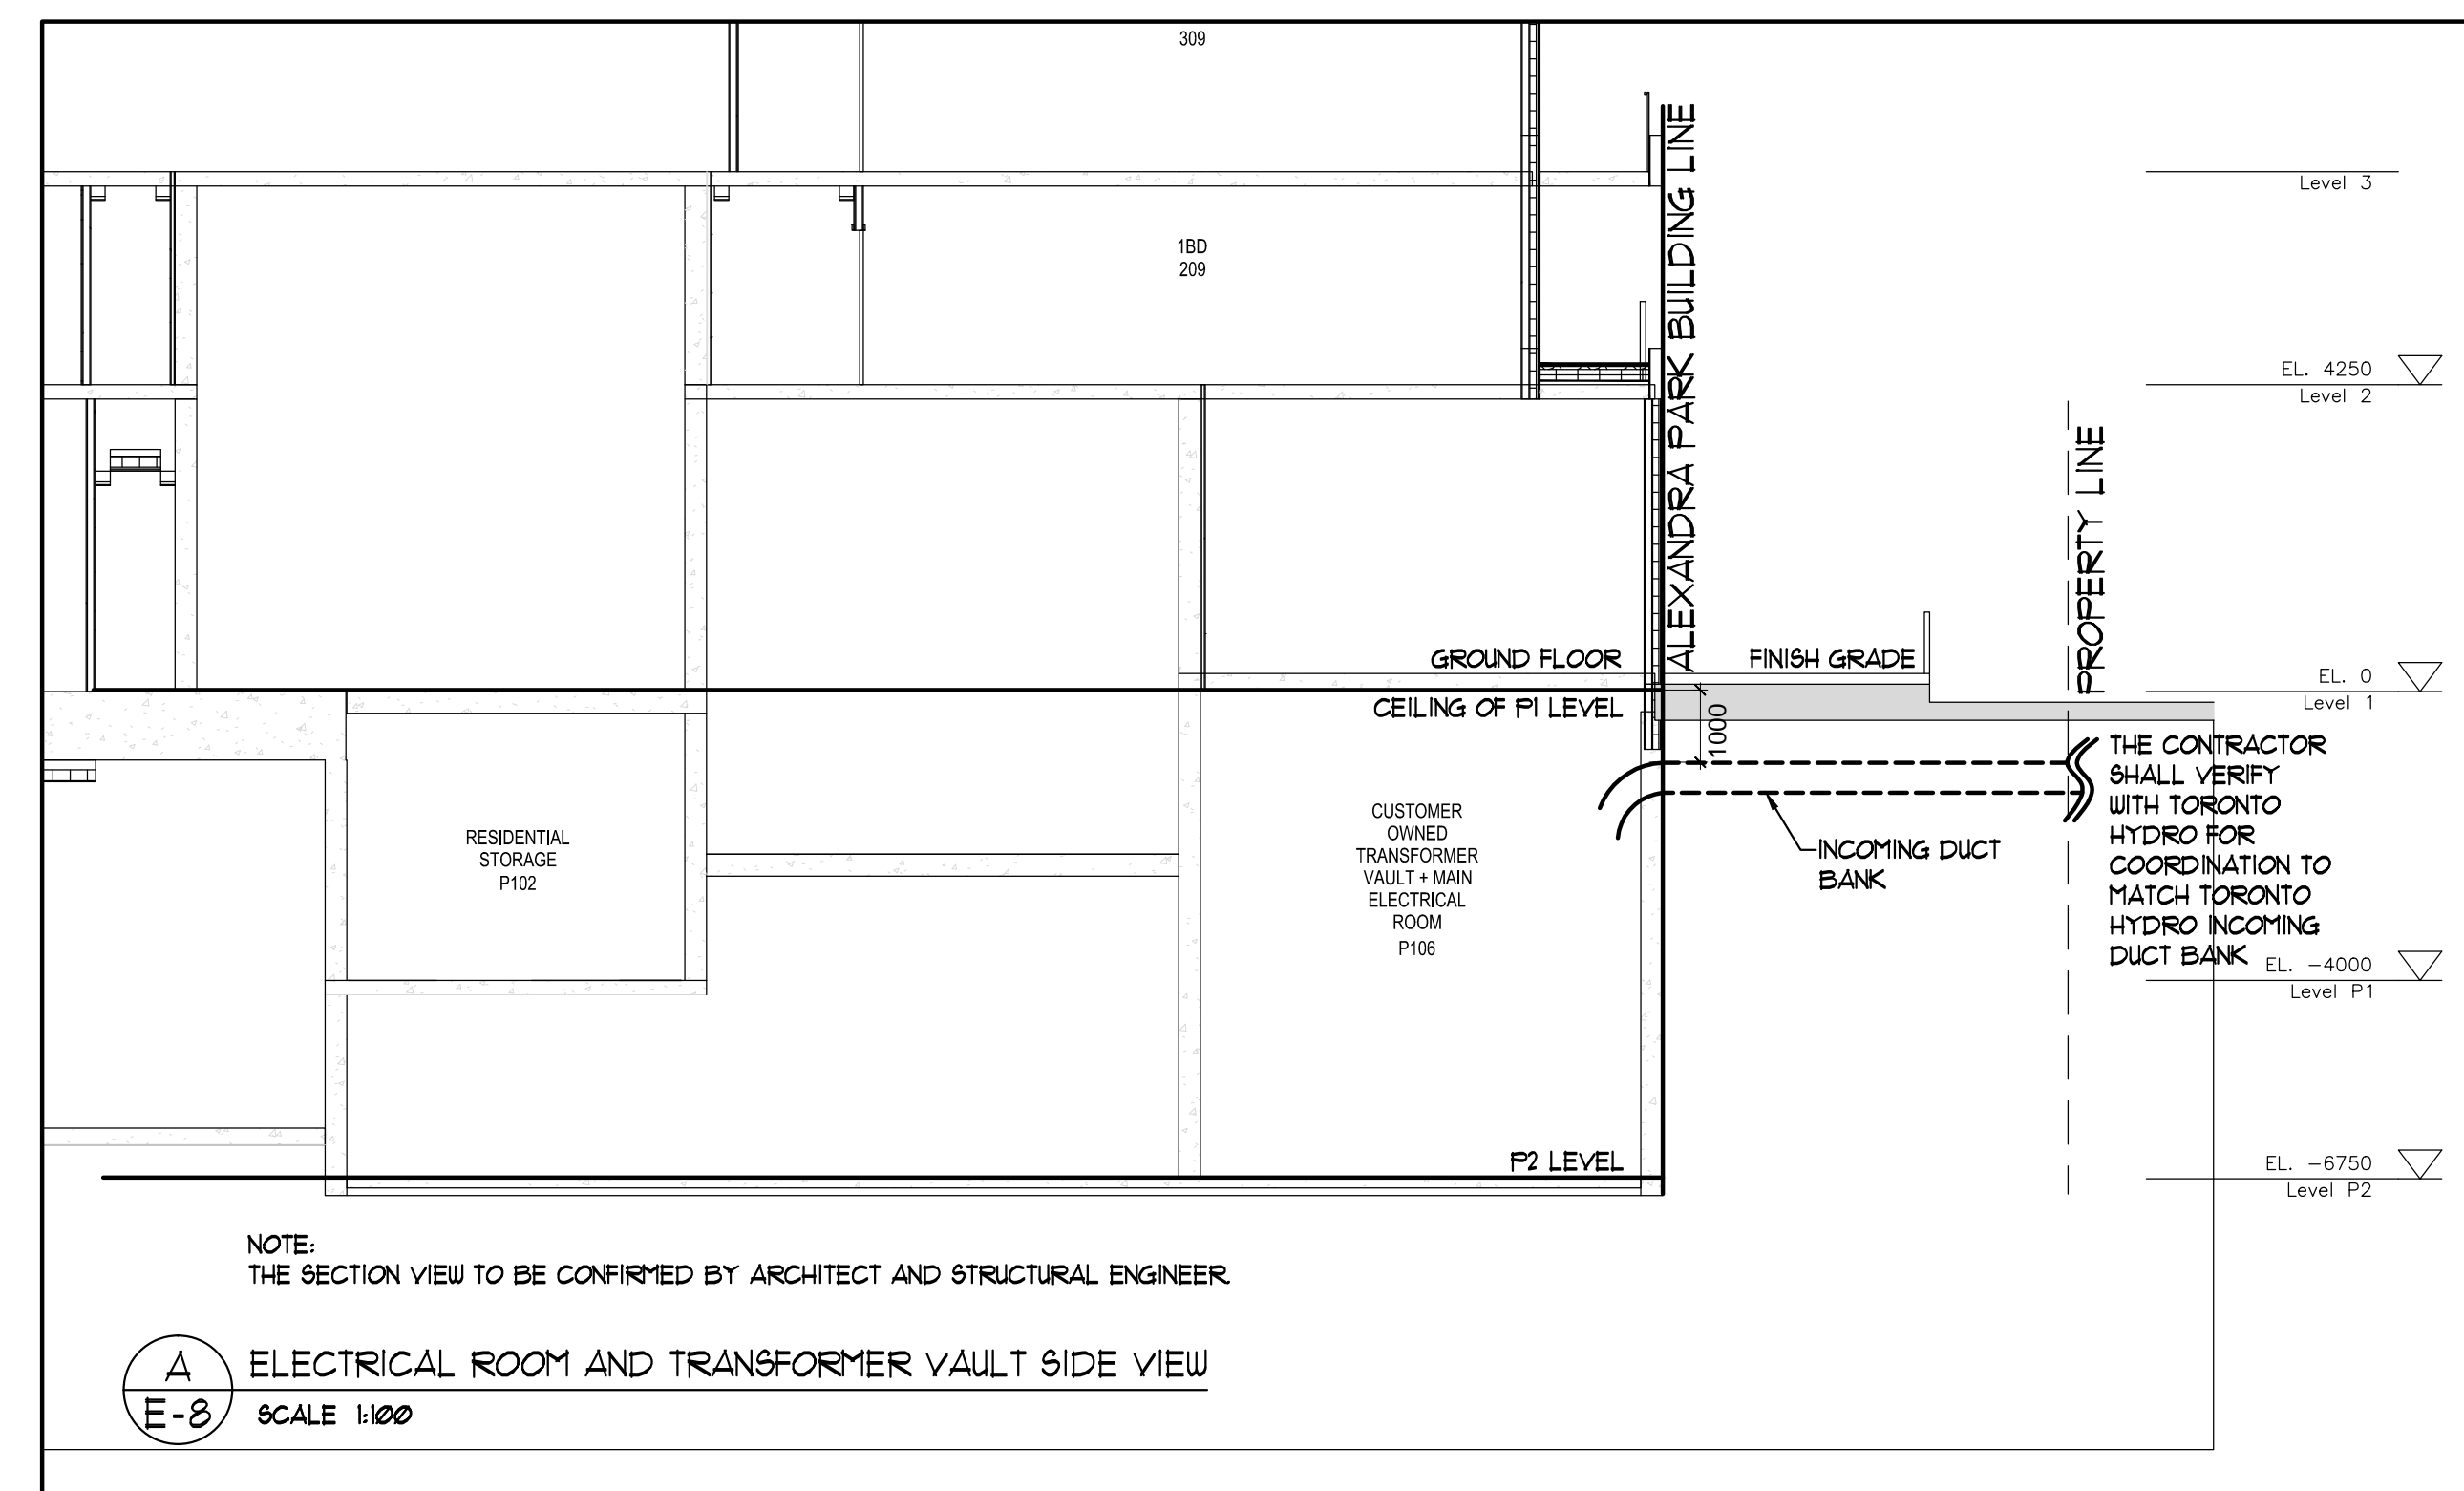 309
Level 3
1BD
209
EL. 4250
Level 2
ALEXANDRA PARK BUILDING LINE
PROPERTY LINE
GROUND FLOOR
FINISH GRADE
EL. 0
Level 1
CEILING OF P1 LEVEL
1000
THE CONTRACTOR
SHALL VERIFY
WITH TORONTO
HYDRO FOR
COORDINATION TO
MATCH TORONTO
HYDRO INCOMING
DUCT BANK
RESIDENTIAL
STORAGE
P102
CUSTOMER
OWNED
TRANSFORMER
VAULT + MAIN
ELECTRICAL
ROOM
P106
INCOMING DUCT
BANK
EL. -4000
Level P1
P2 LEVEL
EL. -6750
Level P2
NOTE:
THE SECTION VIEW TO BE CONFIRMED BY ARCHITECT AND STRUCTURAL ENGINEER.
A
E-8
ELECTRICAL ROOM AND TRANSFORMER VAULT SIDE VIEW
SCALE 1:100